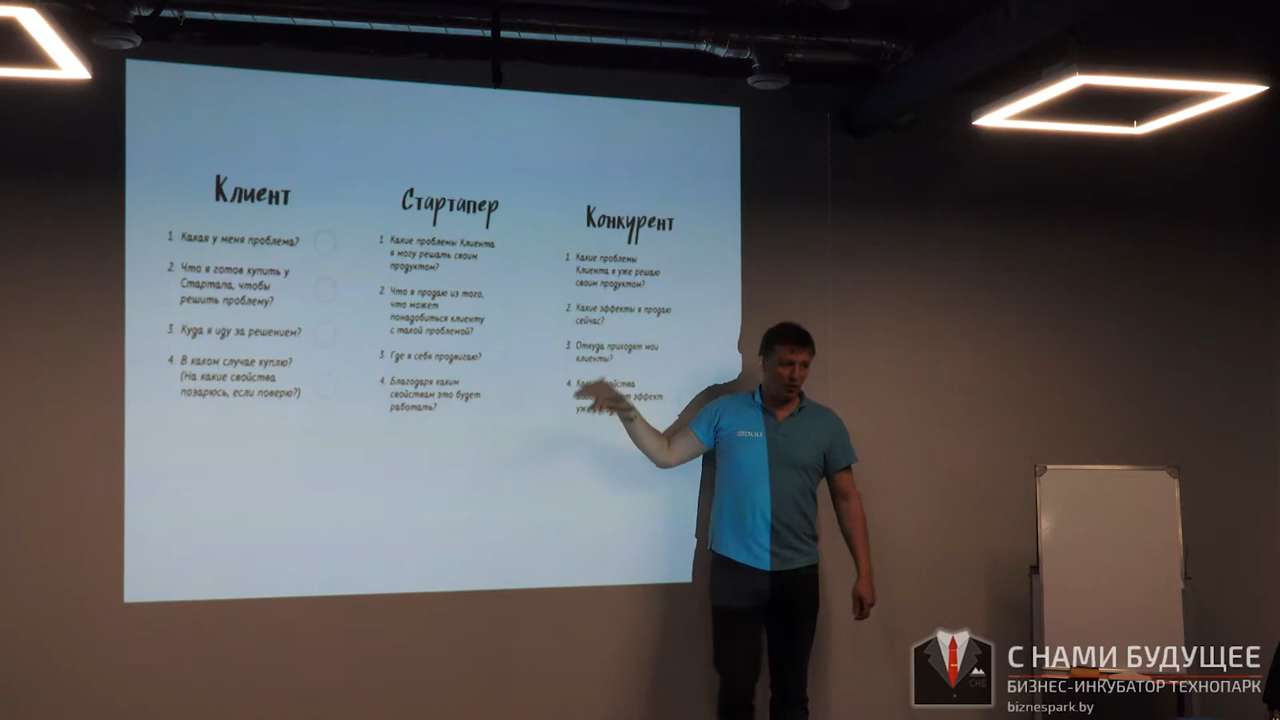 Клиент
1. Какая у меня проблема?
2. Что я готов купить у
Стартапа, чтобы
решить проблему?
3. Куда я иду за решением?
4. В каком случае куплю?
(На какие свойства
позарюсь, если поверю?)
Стартапер
1. Какие проблемы Клиента
я могу решать своим
продуктом?
2. Что я продаю из того,
что может
понадобиться клиенту
с такой проблемой?
3. Где я себя продвигаю?
4. Благодаря каким
свойствам это будет
работать?
Конкурент
1. Какие проблемы
Клиента я уже решаю
своим продуктом?
2. Какие эффекты я продаю
сейчас?
3. Откуда приходят мои
клиенты?
4.
эффект
С НАМИ БУДУЩЕЕ
БИЗНЕС-ИНКУБАТОР ТЕХНОПАРК
biznespark.by